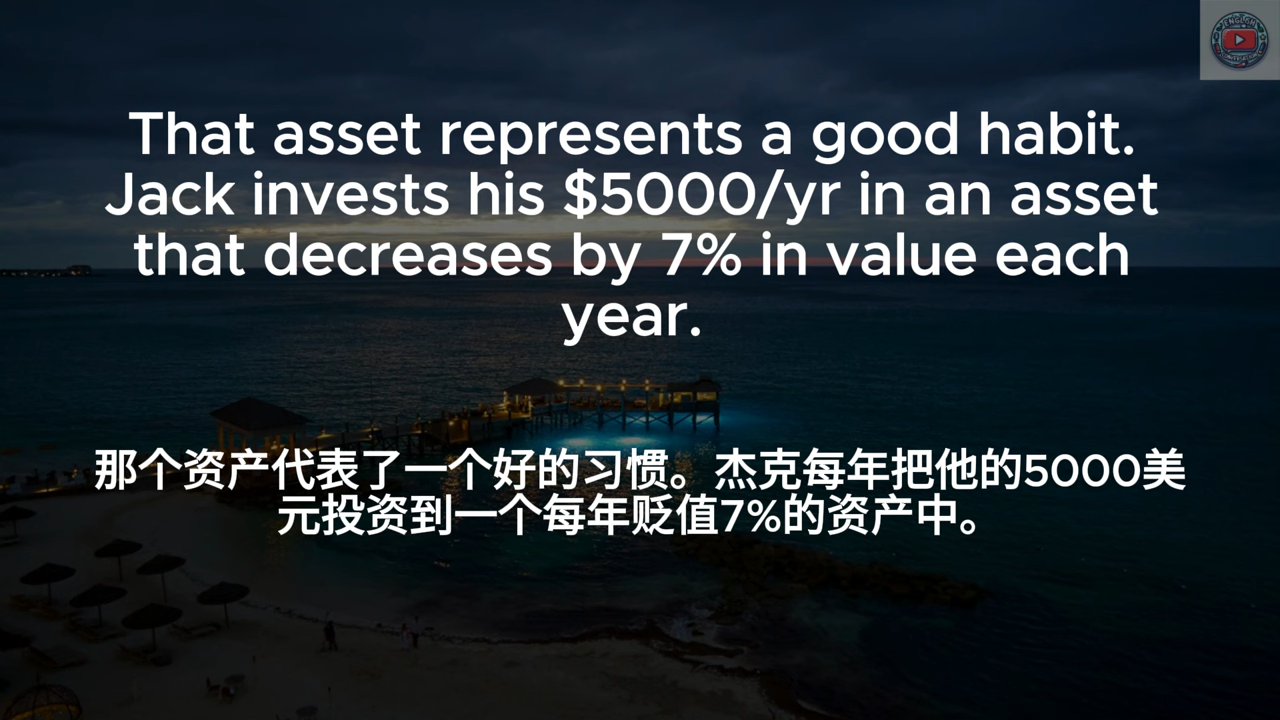 That asset represents a good habit.
Jack invests his $5000/yr in an asset
that decreases by 7% in value each
year.
那个资产代表了一个好的习惯。杰克每年把他的5000美
元投资到一个每年贬值7%的资产中。